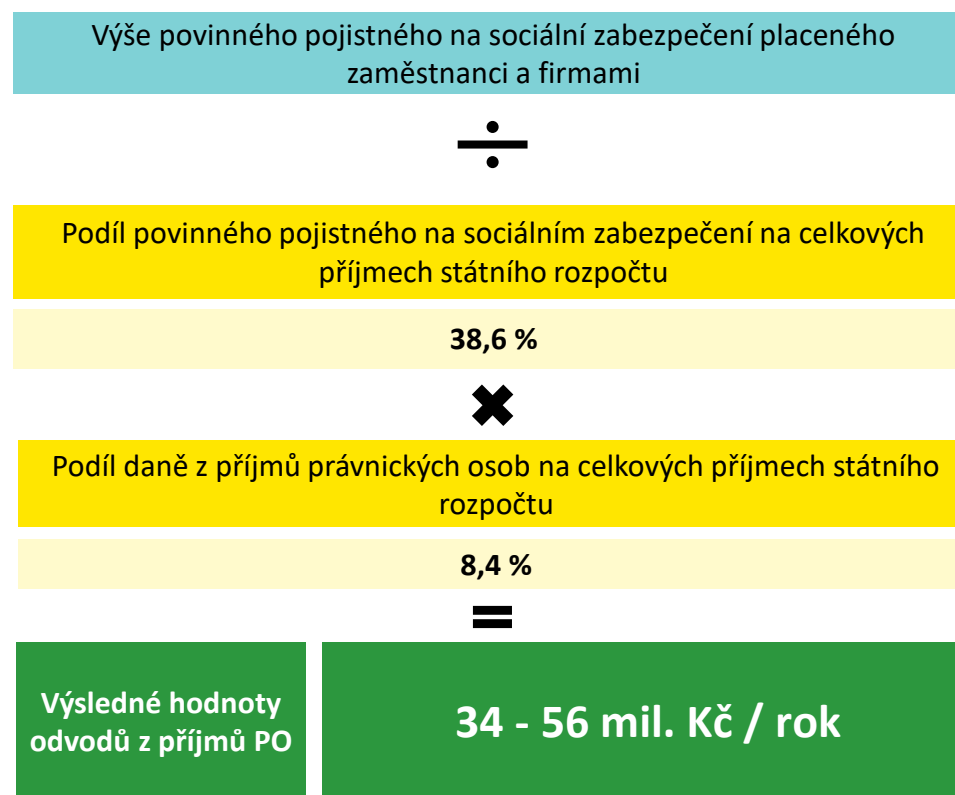 Výše povinného pojistného na sociální zabezpečení placeného
zaměstnanci a firmami
÷
Podíl povinného pojistného na sociálním zabezpečení na celkových
příjmech státního rozpočtu
38,6 %
✖
Podíl daně z příjmů právnických osob na celkových příjmech státního
rozpočtu
8,4 %
=
Výsledné hodnoty
odvodů z příjmů PO
34 - 56 mil. Kč / rok